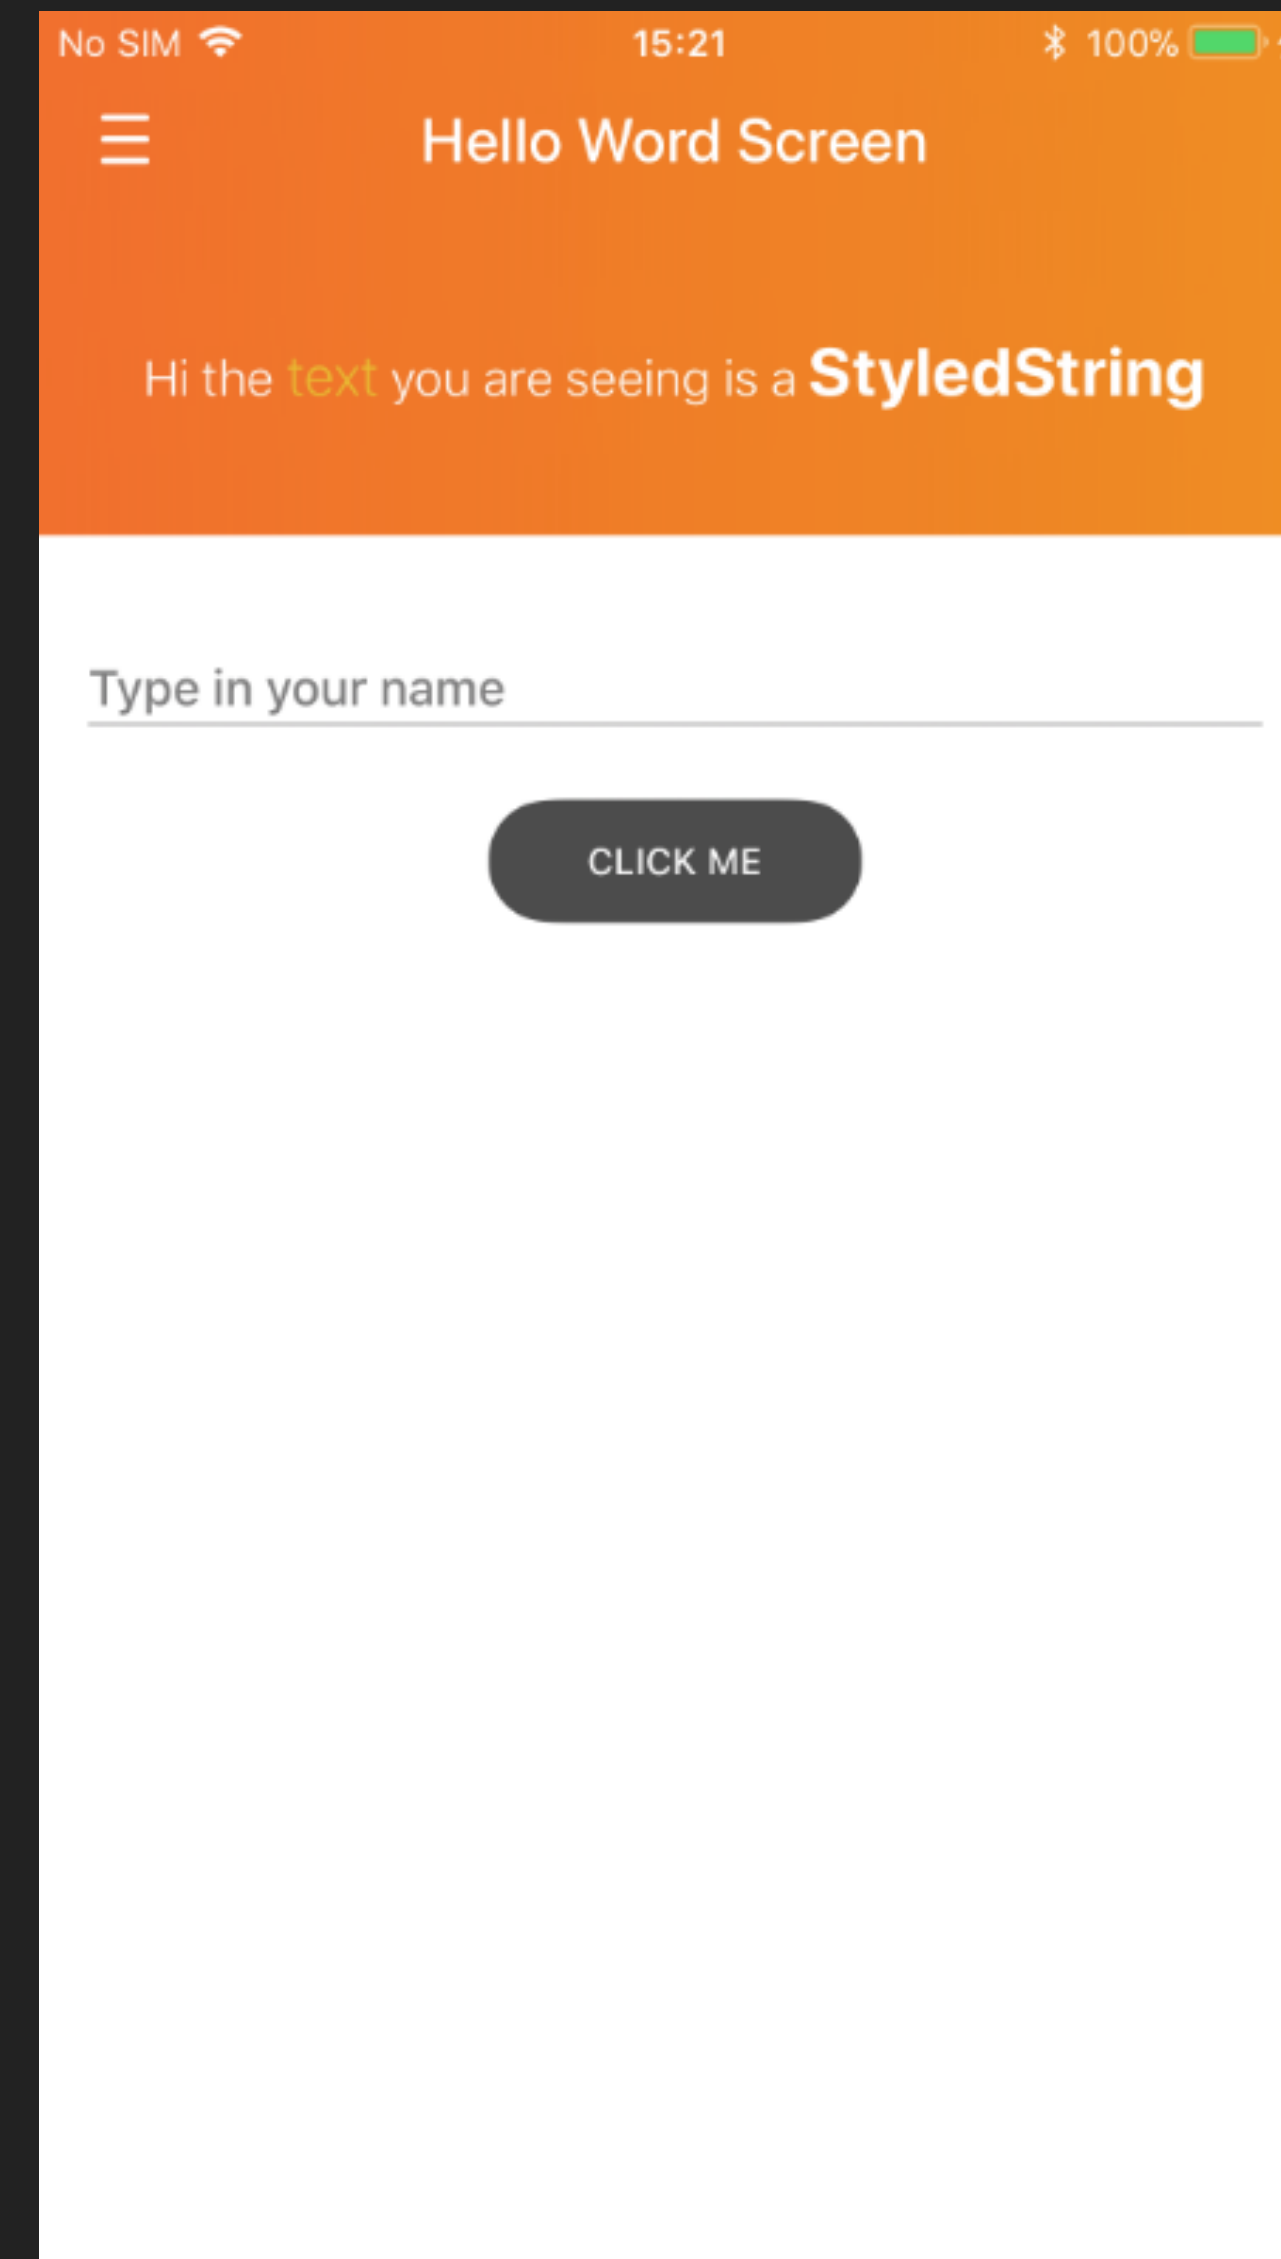 No SIM 15:21 100%
Hello Word Screen
Hi the text you are seeing is a StyledString
Type in your name
CLICK ME